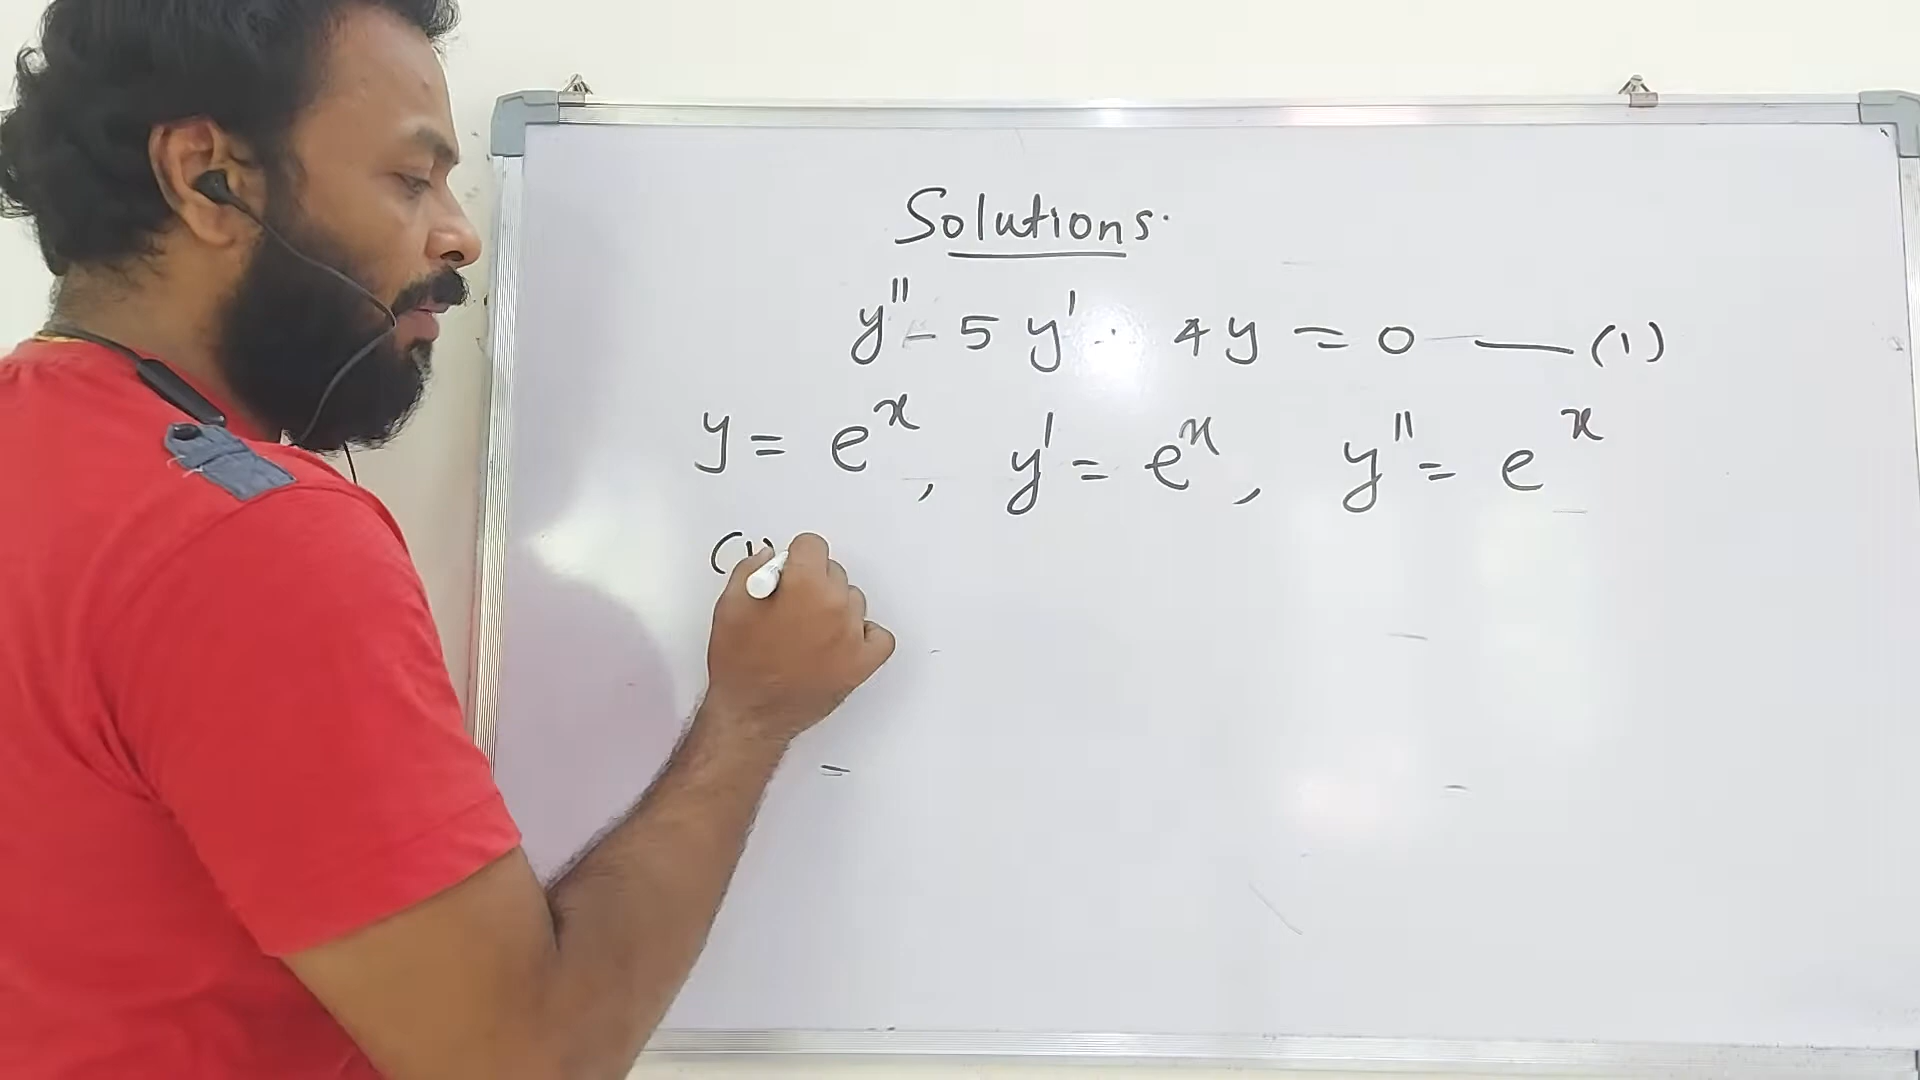 Solutions.
y'' - 5y' 4y = 0 — (1)
y = e^x, y' = e^x, y'' = e^x
(1)